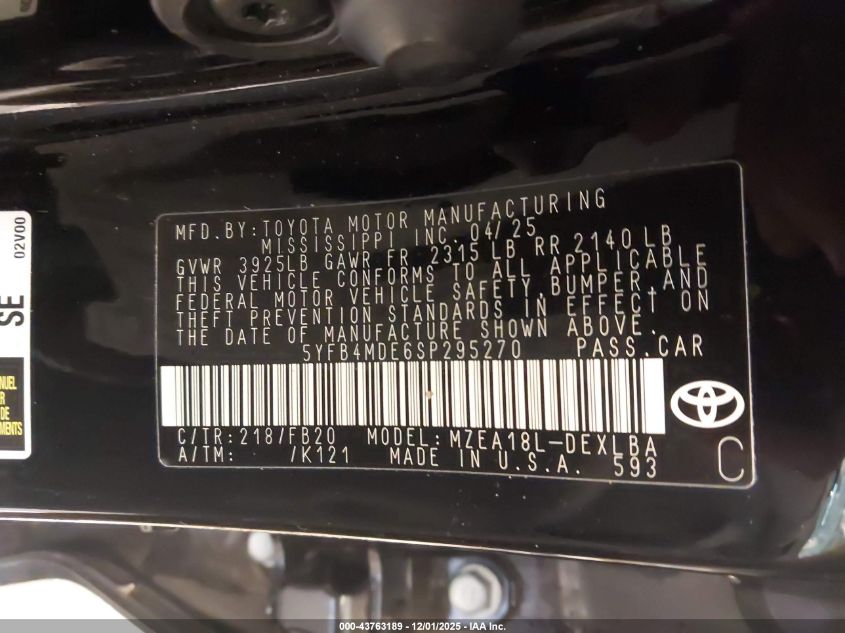 02V00
SE
NUEL
R
DE
MENTS
MFD.BY:TOYOTA MOTOR MANUFACTURING
MISSISSIPPI INC. 04/25
GVWR 3925LB GAWR FR 2315 LB RR 2140 LB
THIS VEHICLE CONFORMS TO ALL APPLICABLE
FEDERAL MOTOR VEHICLE SAFETY,BUMPER,AND
THEFT PREVENTION STANDARDS IN EFFECT ON
THE DATE OF MANUFACTURE SHOWN ABOVE.
5YFB4MDE6SP295270 PASS.CAR
C/TR:218/FB20 MODEL:MZEA18L-DEXLBA
A/TM: /K121 MADE IN U.S.A. 593
C
000-43763189 - 12/01/2025 - IAA, Inc.